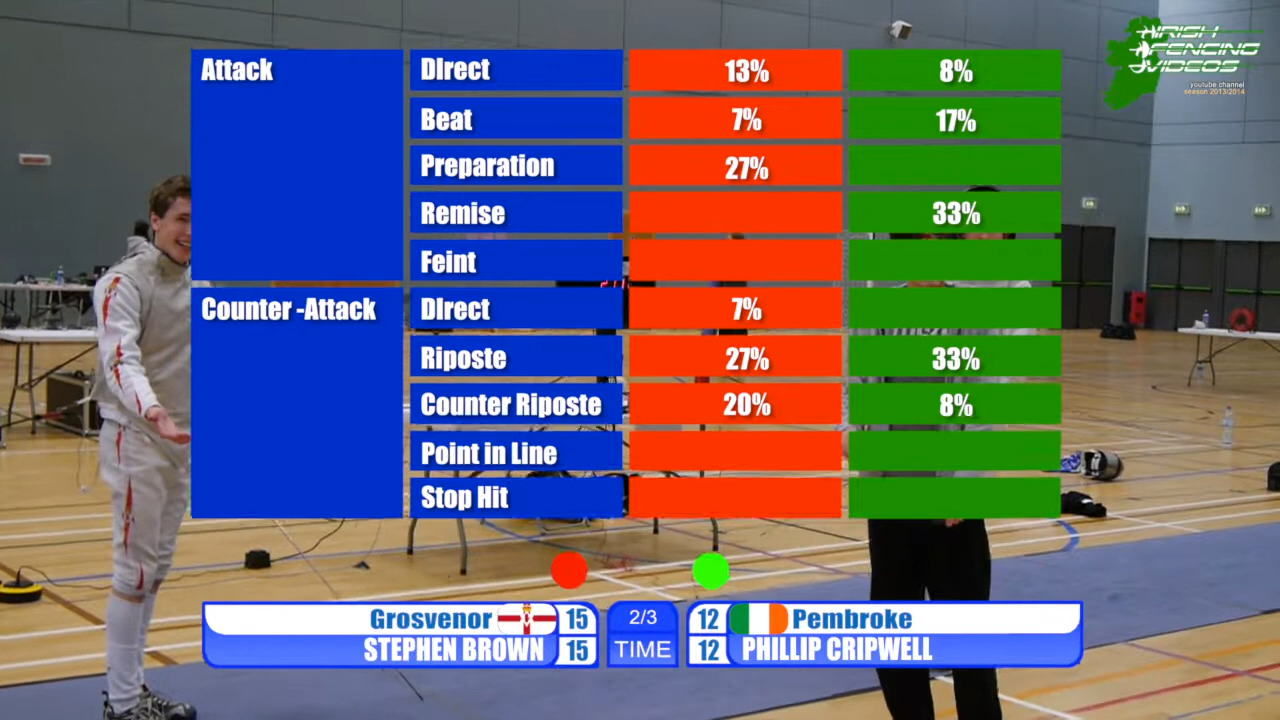 IRISH
FENCING
VIDEOS
youtube channel
season 2013/2014
Attack DIrect 13% 8%
Beat 7% 17%
Preparation 27%
Remise 33%
Feint
Counter -Attack DIrect 7%
Riposte 27% 33%
Counter Riposte 20% 8%
Point in Line
Stop Hit
Grosvenor 15 2/3 12 Pembroke
STEPHEN BROWN 15 TIME 12 PHILLIP CRIPWELL